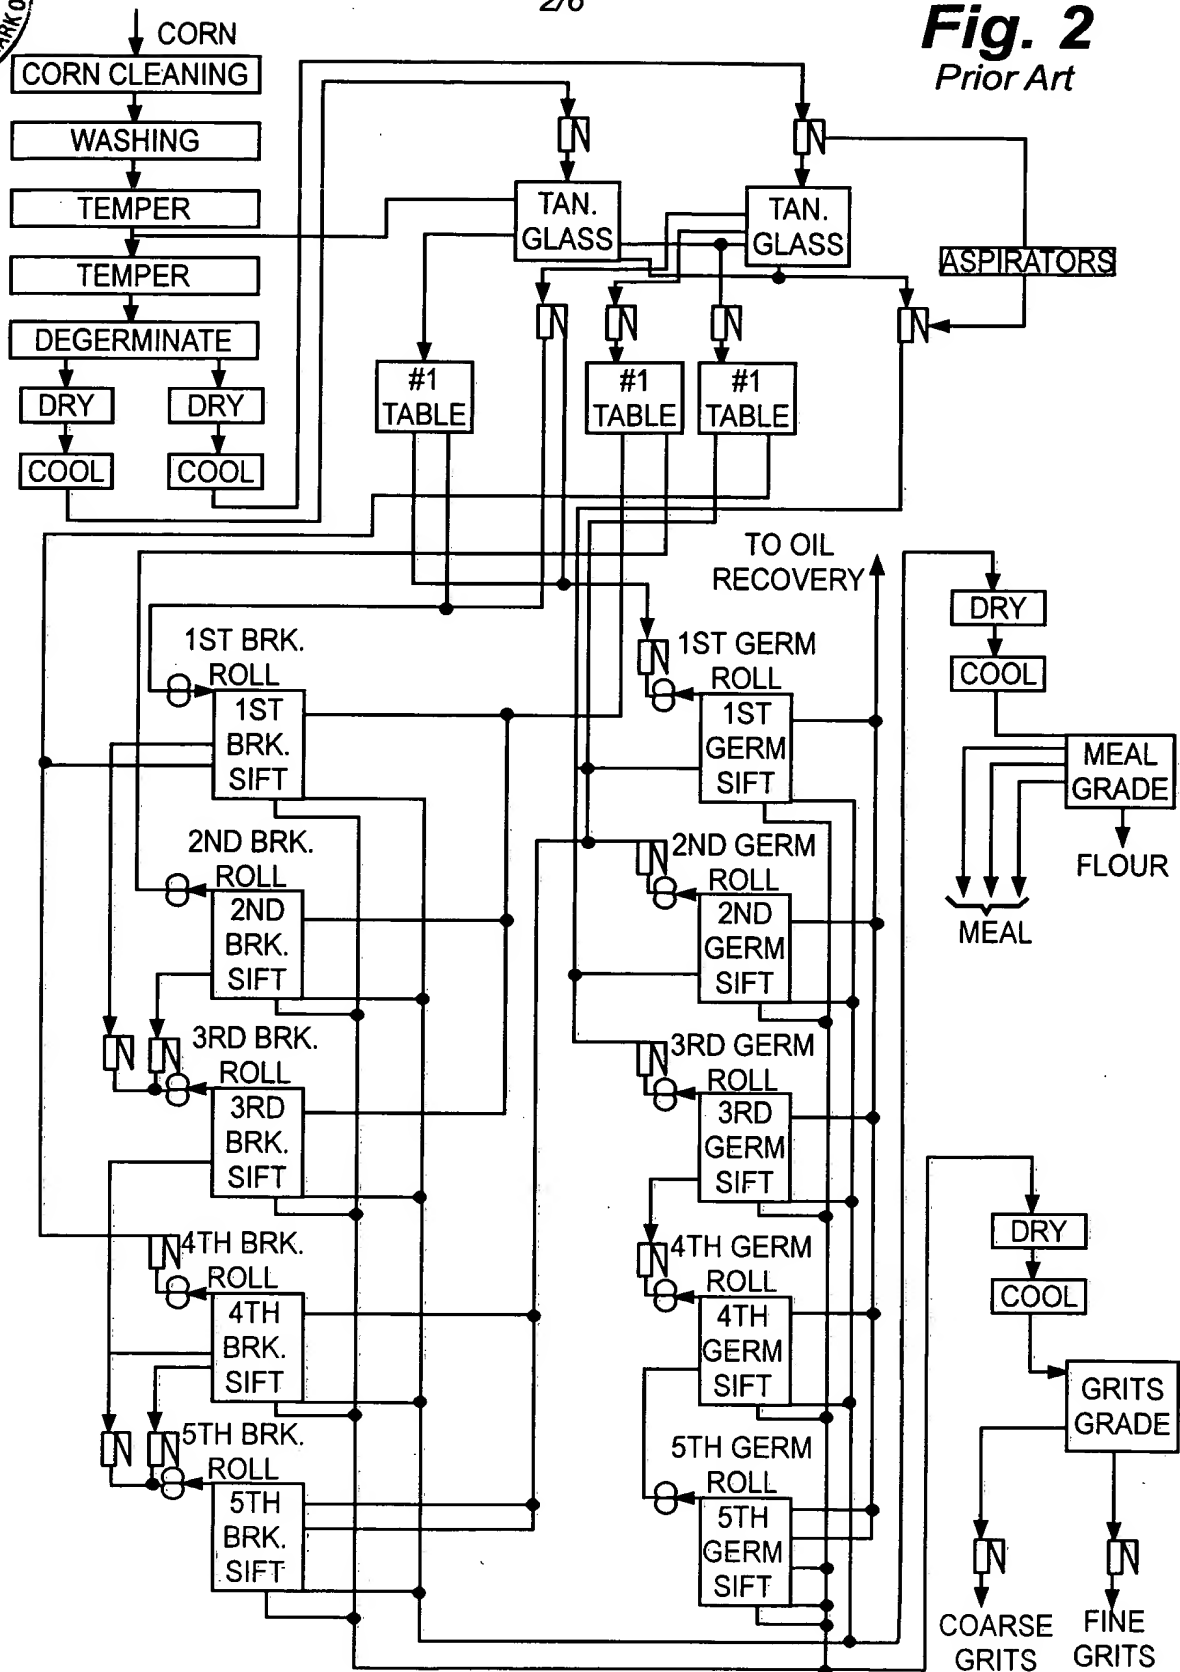 2/6
Fig. 2
Prior Art
CORN
CORN CLEANING
WASHING
TEMPER
TEMPER
DEGERMINATE
DRY
DRY
COOL
COOL
TAN.
GLASS
TAN.
GLASS
ASPIRATORS
#1
TABLE
#1
TABLE
#1
TABLE
TO OIL
RECOVERY
DRY
COOL
MEAL
GRADE
FLOUR
MEAL
1ST BRK.
ROLL
1ST
BRK.
SIFT
2ND BRK.
ROLL
2ND
BRK.
SIFT
3RD BRK.
ROLL
3RD
BRK.
SIFT
4TH BRK.
ROLL
4TH
BRK.
SIFT
5TH BRK.
ROLL
5TH
BRK.
SIFT
1ST GERM
ROLL
1ST
GERM
SIFT
2ND GERM
ROLL
2ND
GERM
SIFT
3RD GERM
ROLL
3RD
GERM
SIFT
4TH GERM
ROLL
4TH
GERM
SIFT
5TH GERM
ROLL
5TH
GERM
SIFT
DRY
COOL
GRITS
GRADE
COARSE
GRITS
FINE
GRITS